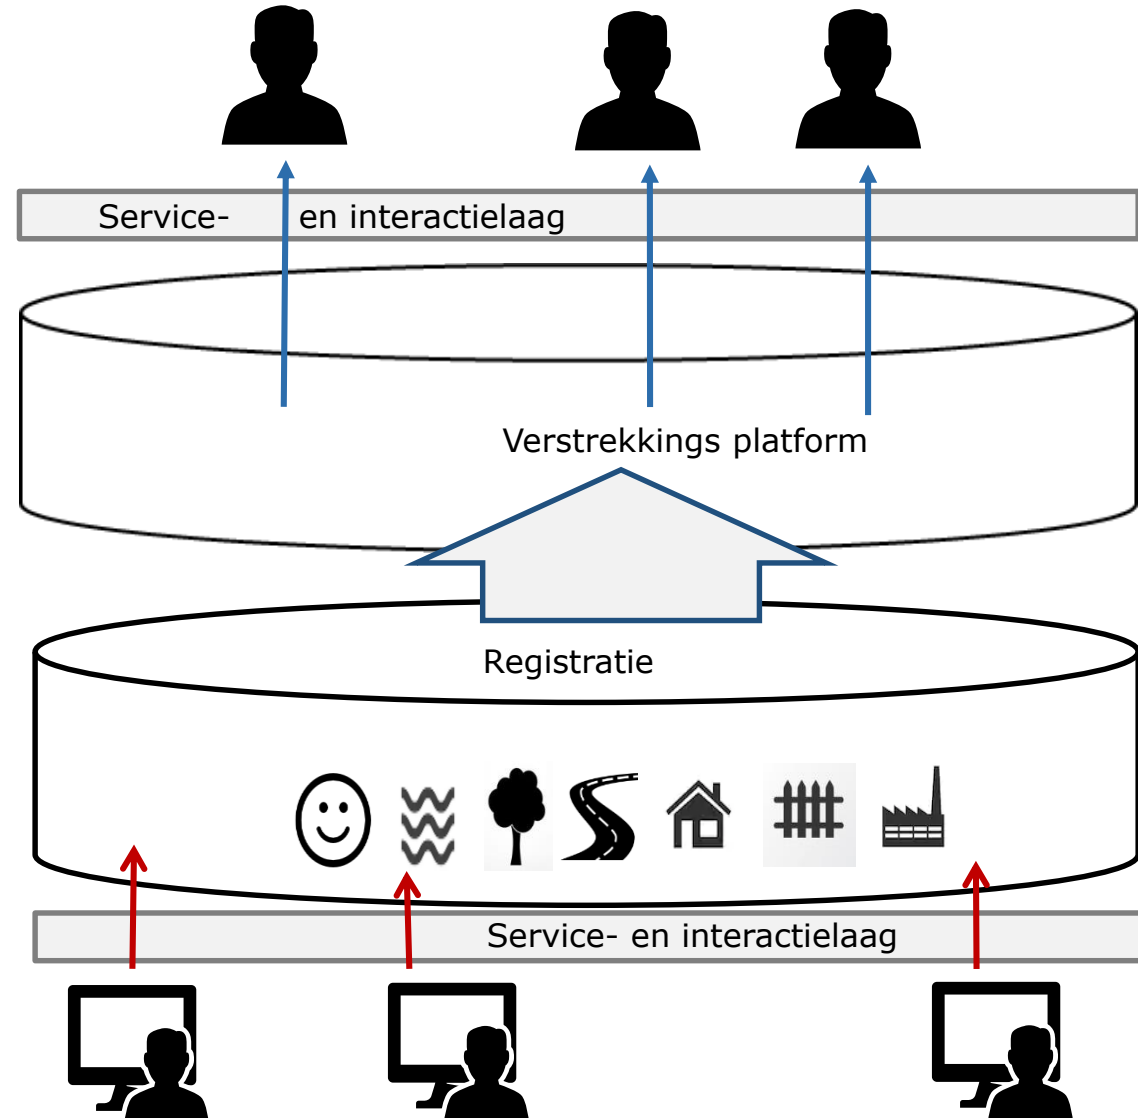 Service- en interactielaag
Verstrekkings platform
Registratie
Service- en interactielaag